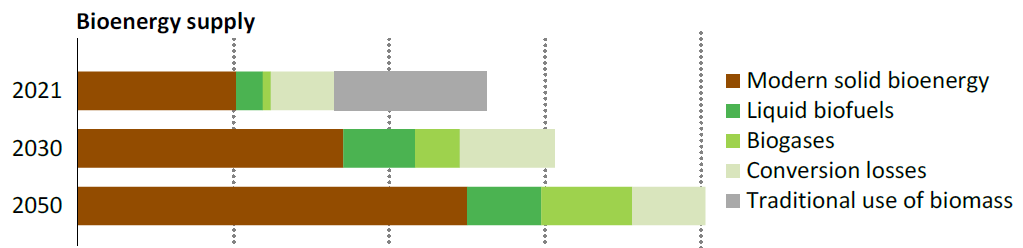 Bioenergy supply
2021
2030
2050
Modern solid bioenergy
Liquid biofuels
Biogases
Conversion losses
Traditional use of biomass